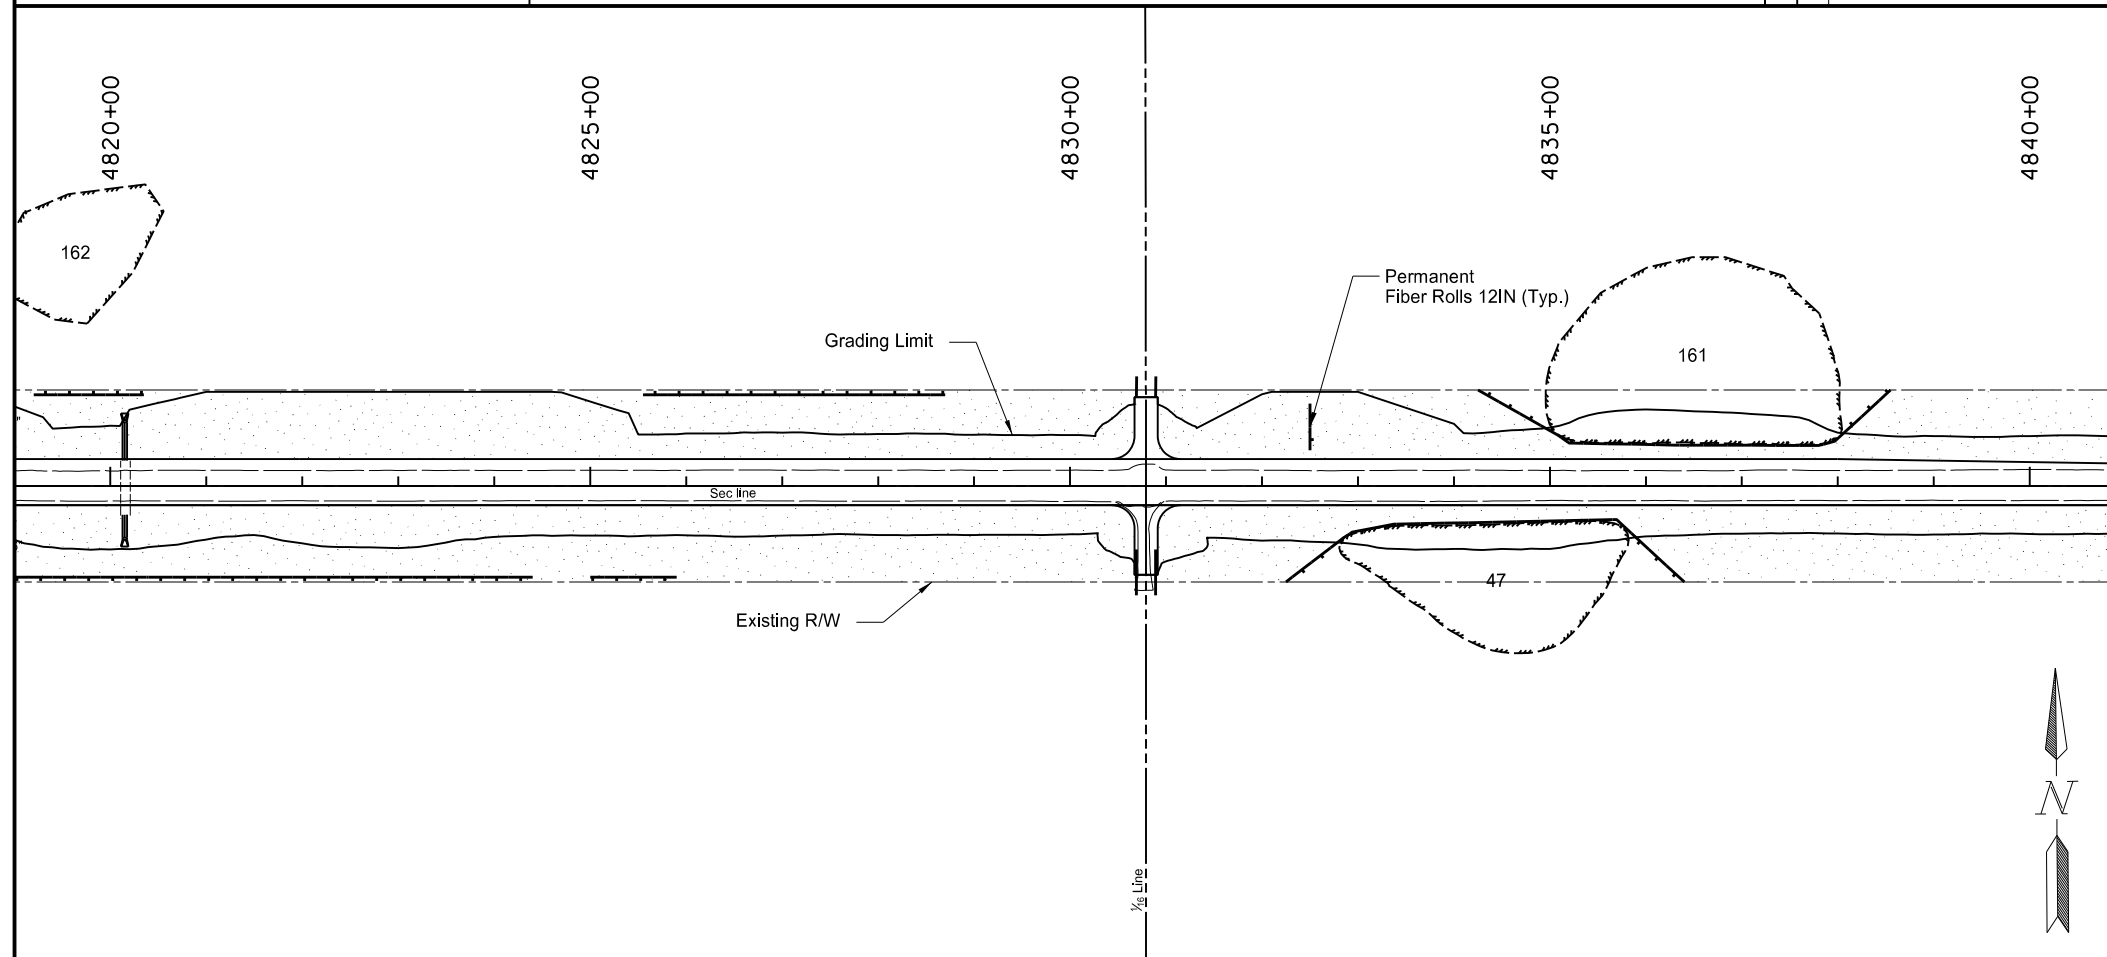 4820+00
4825+00
4830+00
4835+00
4840+00
162
Permanent
Fiber Rolls 12IN (Typ.)
Grading Limit
161
Sec line
47
Existing R/W
N
1/16 Line